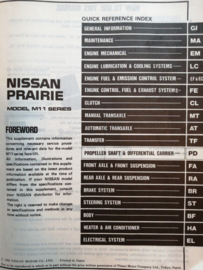 QUICK REFERENCE INDEX
GENERAL INFORMATION GI
MAINTENANCE MA
ENGINE MECHANICAL EM
ENGINE LUBRICATION & COOLING SYSTEMS LC
ENGINE FUEL & EMISSION CONTROL SYSTEM EF & EC
ENGINE CONTROL, FUEL & EXHAUST SYSTEMS FE
CLUTCH CL
MANUAL TRANSAXLE MT
AUTOMATIC TRANSAXLE AT
TRANSFER TF
PROPELLER SHAFT & DIFFERENTIAL CARRIER PD
FRONT AXLE & FRONT SUSPENSION FA
REAR AXLE & REAR SUSPENSION RA
BRAKE SYSTEM BR
STEERING SYSTEM ST
BODY BF
HEATER & AIR CONDITIONER HA
ELECTRICAL SYSTEM EL
NISSAN
PRAIRIE
MODEL M11 SERIES
FOREWORD
This supplement contains information
concerning necessary service proce-
dures and
All information, illustrations and
specifications contained in this supple-
ment are based on the latest product
information available at the time of
publication. If your NISSAN model
differs from the specifications con-
tained in this supplement, consult
your NISSAN distributor for infor-
The right is reserved to make changes
in specifications and methods at any
time without notice.